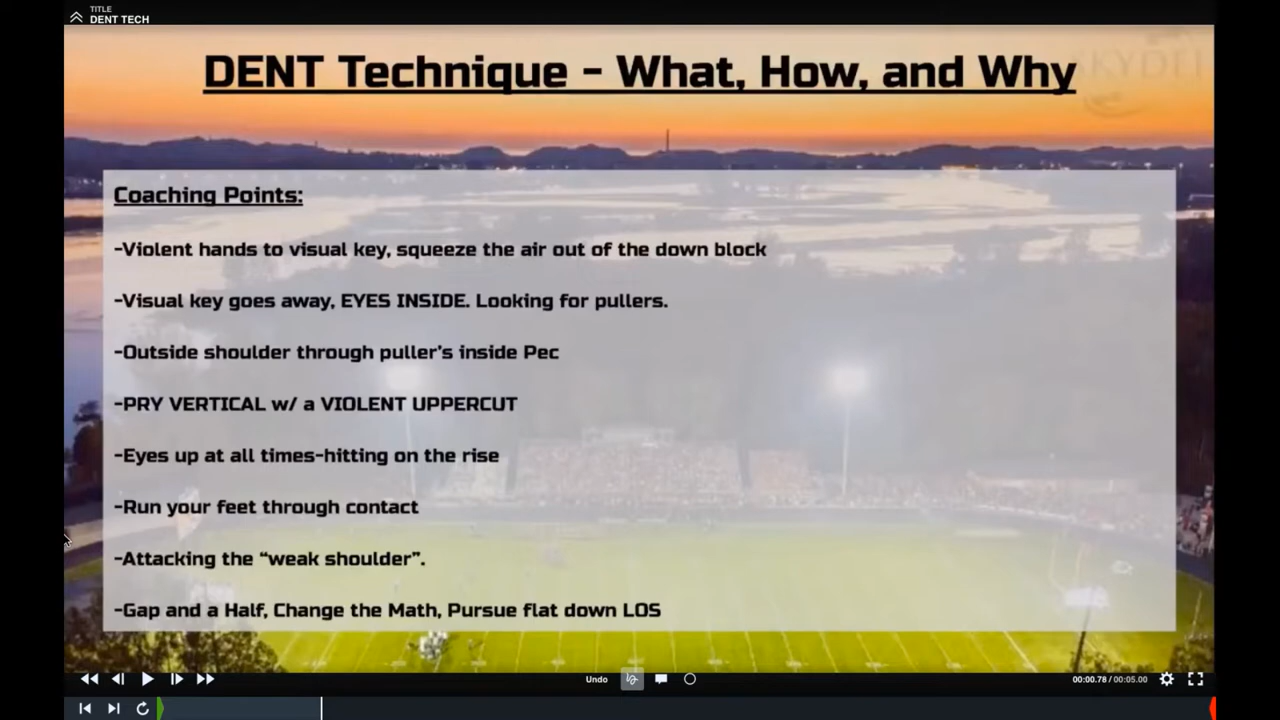 TITLE
DENT TECH
DENT Technique - What, How, and Why
Coaching Points:
-Violent hands to visual key, squeeze the air out of the down block
-Visual key goes away, EYES INSIDE. Looking for pullers.
-Outside shoulder through puller's inside Pec
-PRY VERTICAL w/ a VIOLENT UPPERCUT
-Eyes up at all times-hitting on the rise
-Run your feet through contact
-Attacking the “weak shoulder”.
-Gap and a Half, Change the Math, Pursue flat down LOS
Undo
00:00.78 / 00:05.00